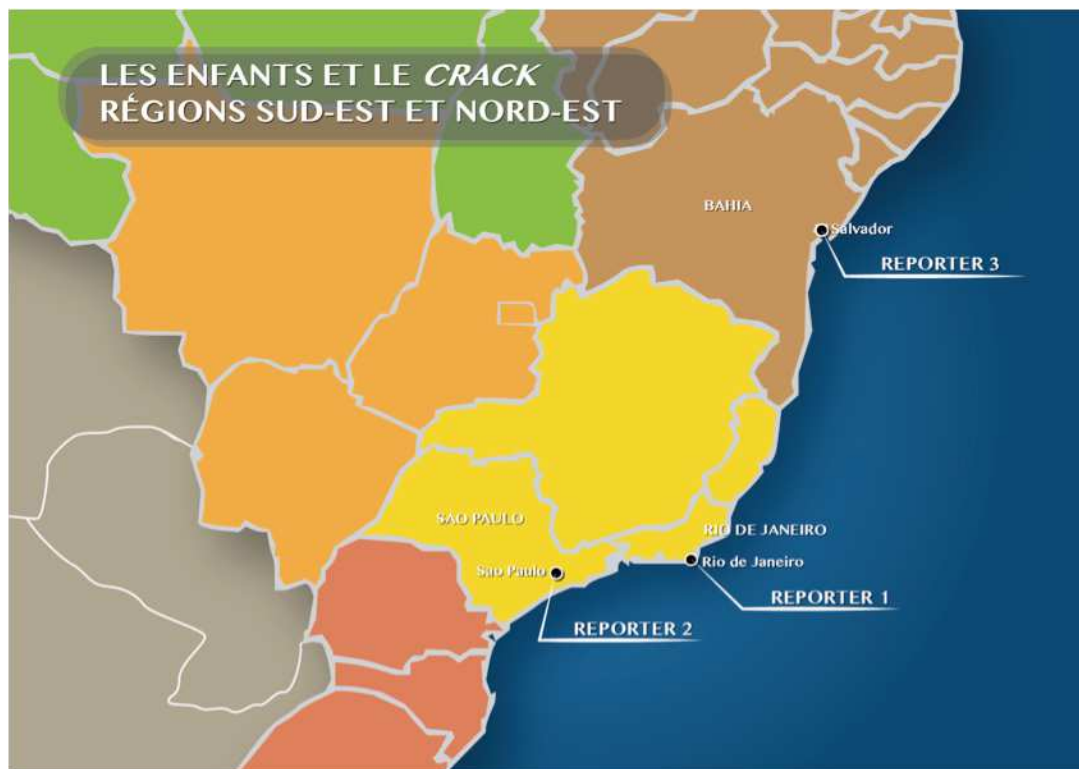 LES ENFANTS ET LE CRACK
RÉGIONS SUD-EST ET NORD-EST
BAHIA
Salvador
REPORTER 3
SAO PAULO
RIO DE JANEIRO
Sao Paulo
Rio de Janeiro
REPORTER 1
REPORTER 2